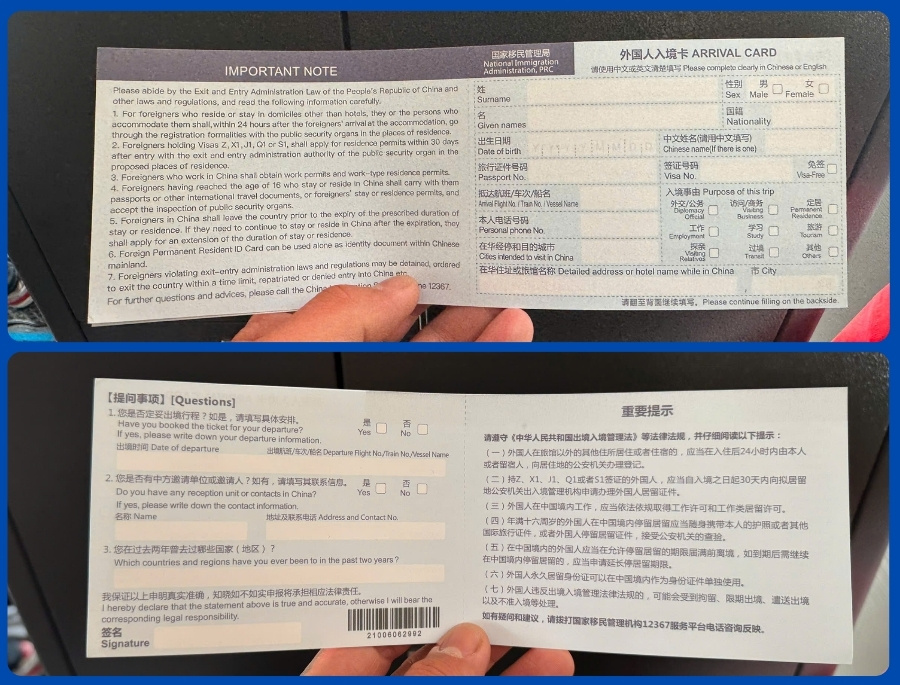 IMPORTANT NOTE
Please abide by the Exit and Entry Administration Law of the People's Republic of China and
other laws and regulations, and read the following information carefully.
1. For foreigners who reside or stay in domiciles other than hotels, they or the persons who
accommodate them shall, within 24 hours after the foreigners' arrival at the accommodation, go
through the registration formalities with the public security organs in the places of residence.
2. Foreigners holding Visas Z, X1, J1, Q1 or S1, shall apply for residence permits within 30 days
after entry with the exit and entry administration authority of the public security organ in the
proposed places of residence.
3. Foreigners who work in China shall obtain work permits and work-type residence permits.
4. Foreigners having reached the age of 16 who stay or reside in China shall carry with them
passports or other international travel documents, or foreigners' stay or residence permits, and
accept the inspection of public security organs.
5. Foreigners in China shall leave the country prior to the expiry of the prescribed duration of
stay or residence. If they need to continue to stay or reside in China after the expiration, they
shall apply for an extension of the duration of stay or residence.
6. Foreign Permanent Resident ID Card can be used alone as identity document within Chinese
mainland.
7. Foreigners violating exit-entry administration laws and regulations may be detained, ordered
to exit the country within a time limit, repatriated or denied entry into China etc.
For further questions and advices, please call the China 12367.
国家移民管理局
National Immigration
Administration, PRC
外国人入境卡 ARRIVAL CARD
请使用中文或英文清楚填写 Please complete clearly in Chinese or English
姓
Surname
性别 男 女
Sex Male Female
名
Given names
国籍
Nationality
出生日期
Date of birth
中文姓名(请用中文填写)
Chinese name(If there is one)
旅行证件号码
Passport No.
签证号码 免签
Visa No. Visa-Free
抵达航班/车次/船名
Arrival Flight No./Train No./Vessel Name
入境事由 Purpose of this trip
外交/公务 访问/商务 定居
Diplomacy Visiting Permanent
Official Business Residence
本人电话号码
Personal phone No.
工作 学习 旅游
Employment Study Tourism
在华经停和目的城市
Cities intended to visit in China
探亲 过境 其他
Visiting Transit Others
Relatives
在华住址或旅馆名称 Detailed address or hotel name while in China 市 City
请翻至背面继续填写。Please continue filling on the backside.
【提问事项】[Questions]
1.您是否定妥出境行程？如是，请填写具体安排。 是 否
Have you booked the ticket for your departure? Yes No
If yes, please write down your departure information.
出境时间 Date of departure 出境航班/车次/船名 Departure Flight No./Train No./Vessel Name
2.您是否有中方邀请单位或邀请人？如有，请填写其联系信息。 是 否
Do you have any reception unit or contacts in China? Yes No
If yes, please write down the contact information.
名称 Name 地址及联系电话 Address and Contact No.
3. 您在过去两年曾去过哪些国家（地区）？
Which countries and regions have you ever been to in the past two years?
我保证以上申明真实准确，知晓如不如实申报将承担相应法律责任。
I hereby declare that the statement above is true and accurate, otherwise I will bear the
corresponding legal responsibility.
签名
Signature
21006062992
重要提示
请遵守《中华人民共和国出境入境管理法》等法律法规，并仔细阅读以下提示：
（一）外国人在旅馆以外的其他住所居住或者住宿的，应当在入住后24小时内由本人
或者留宿人，向居住地的公安机关办理登记。
（二）持Z、X1、J1、Q1或者S1签证的外国人，应当自入境之日起30天内向拟居留
地公安机关出入境管理机构申请办理外国人居留证件。
（三）外国人在中国境内工作，应当依法依规取得工作许可和工作类居留许可。
（四）年满十六周岁的外国人在中国境内停留居留应当随身携带本人的护照或者其他
国际旅行证件，或者外国人停留居留证件，接受公安机关的查验。
（五）在中国境内的外国人应当在允许停留居留的期限届满前离境，如到期后需继续
在中国境内停留居留的，应当申请延长停留居留期限。
（六）外国人永久居留身份证可以在中国境内作为身份证件单独使用。
（七）外国人违反出境入境管理法律法规的，可能会受到拘留、限期出境、遣送出境
以及不准入境等处理。
如有疑问和建议，请拨打国家移民管理机构12367服务平台电话咨询反映。